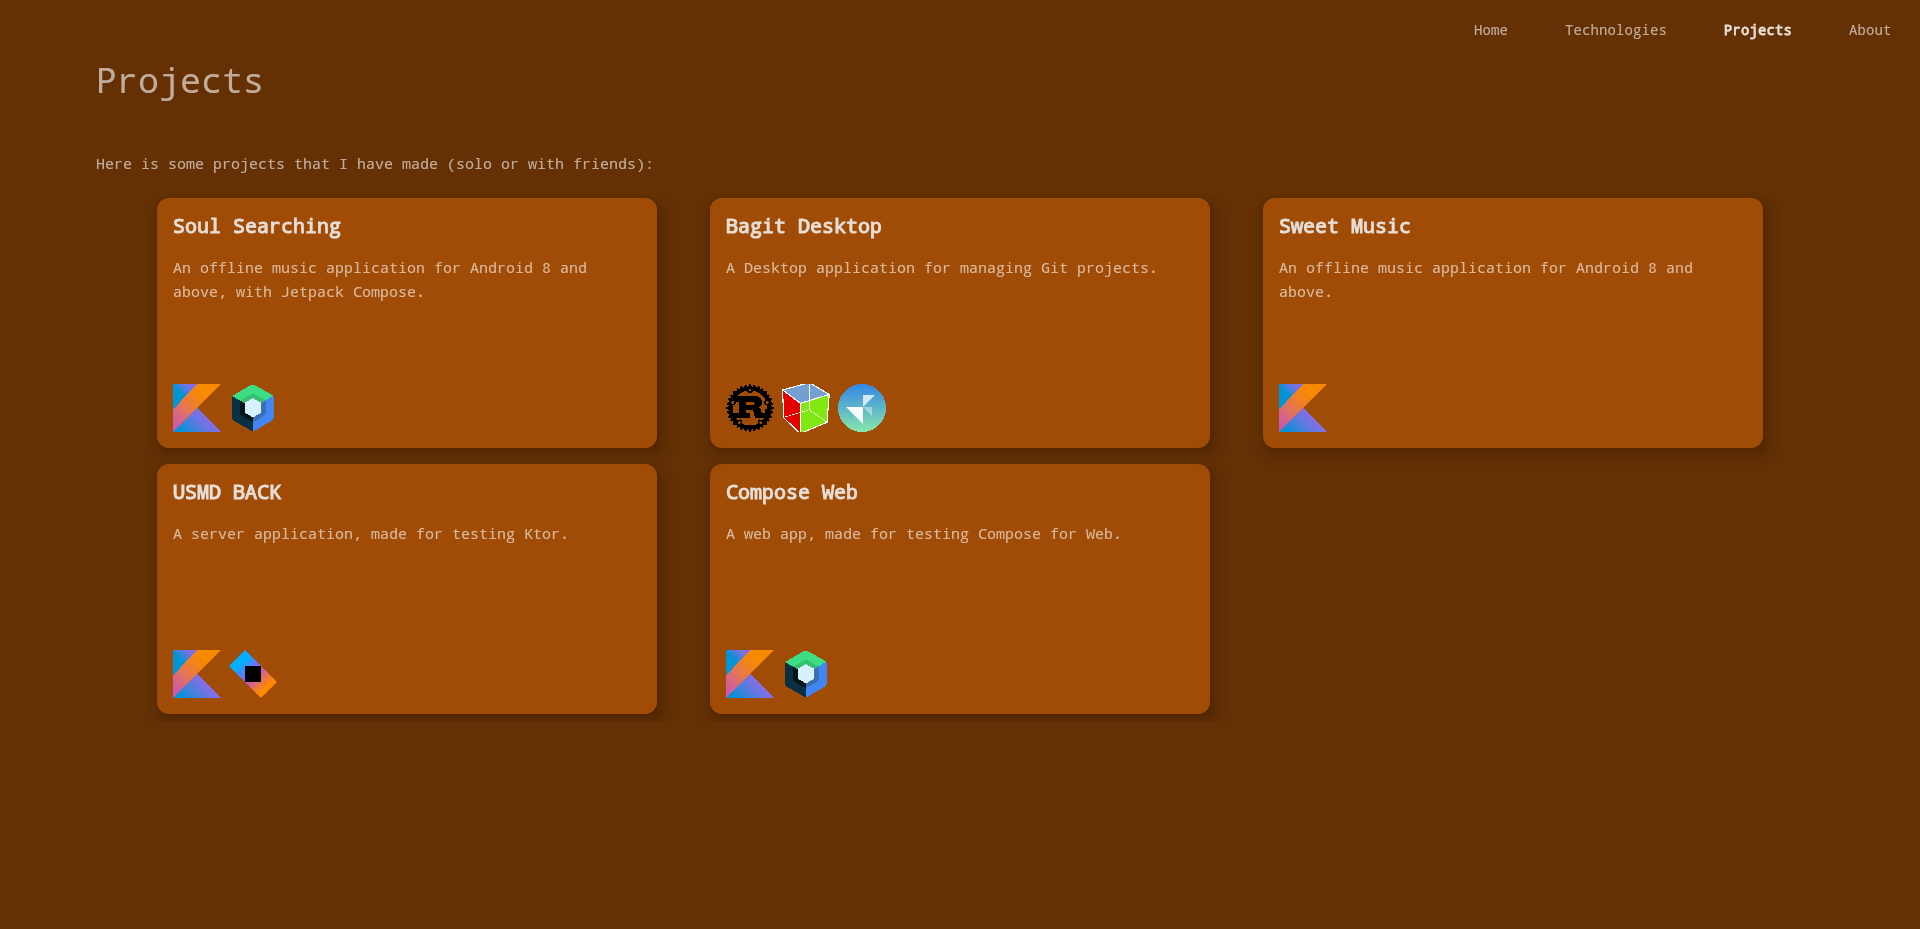 Home Technologies Projects About
Projects
Here is some projects that I have made (solo or with friends):
Soul Searching
An offline music application for Android 8 and
above, with Jetpack Compose.
Bagit Desktop
A Desktop application for managing Git projects.
R
Sweet Music
An offline music application for Android 8 and
above.
USMD BACK
A server application, made for testing Ktor.
Compose Web
A web app, made for testing Compose for Web.